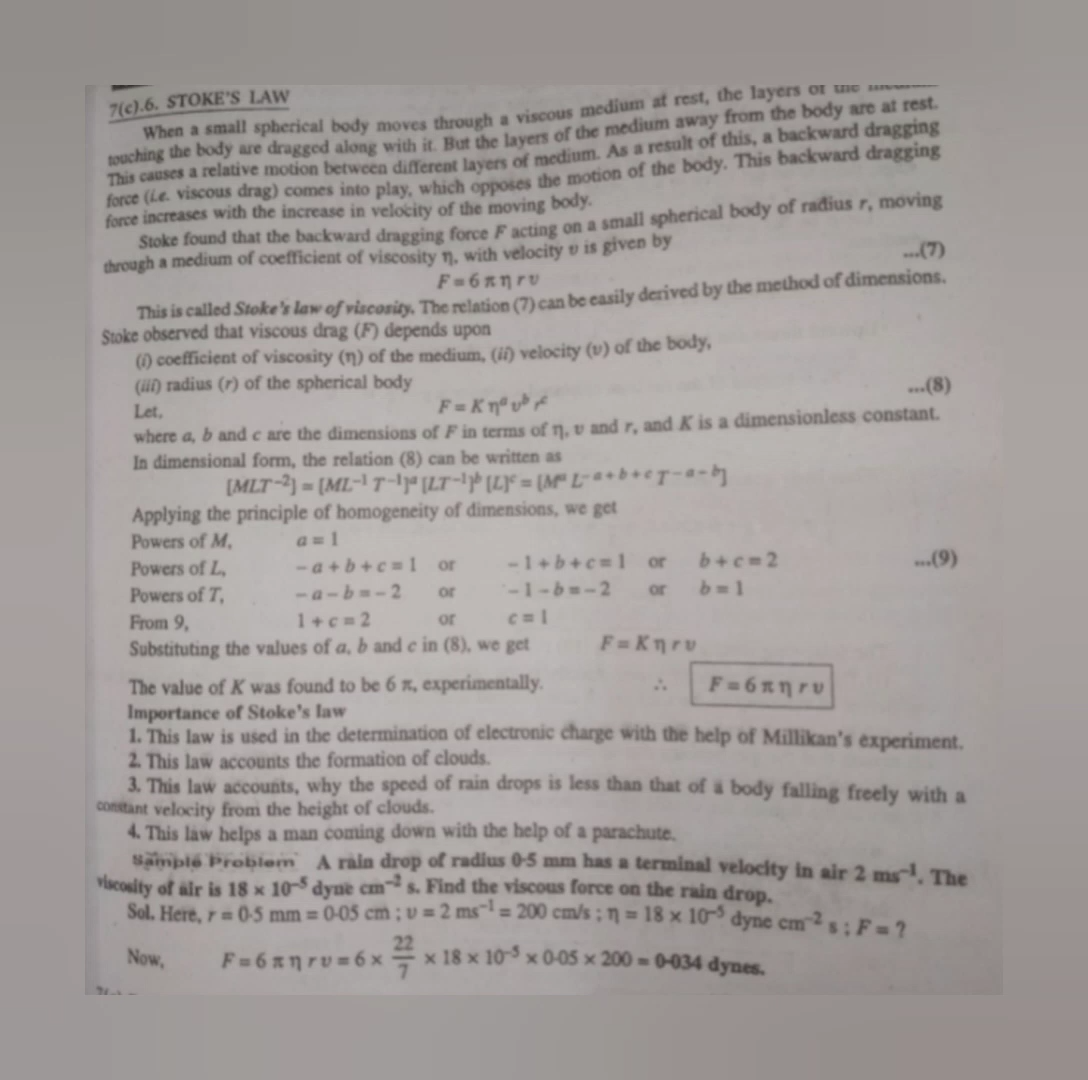 7(c).6. STOKE'S LAW
When a small spherical body moves through a viscous medium at rest, the layers of the
touching the body are dragged along with it. But the layers of the medium away from the body are at rest.
This causes a relative motion between different layers of medium. As a result of this, a backward dragging
force (i.e. viscous drag) comes into play, which opposes the motion of the body. This backward dragging
force increases with the increase in velocity of the moving body.
Stoke found that the backward dragging force F acting on a small spherical body of radius r, moving
through a medium of coefficient of viscosity η, with velocity υ is given by
F = 6 π η r υ ...(7)
This is called Stoke's law of viscosity. The relation (7) can be easily derived by the method of dimensions.
Stoke observed that viscous drag (F) depends upon
(i) coefficient of viscosity (η) of the medium, (ii) velocity (υ) of the body,
(iii) radius (r) of the spherical body
Let, F = K ηᵃ υᵇ rᶜ ...(8)
where a, b and c are the dimensions of F in terms of η, υ and r, and K is a dimensionless constant.
In dimensional form, the relation (8) can be written as
[MLT⁻²] = [ML⁻¹ T⁻¹]ᵃ [LT⁻¹]ᵇ [L]ᶜ = [Mᵃ L⁻ᵃ⁺ᵇ⁺ᶜ T⁻ᵃ⁻ᵇ]
Applying the principle of homogeneity of dimensions, we get
Powers of M, a = 1
Powers of L, – a + b + c = 1 or – 1 + b + c = 1 or b + c = 2 ...(9)
Powers of T, – a – b = – 2 or – 1 – b = – 2 or b = 1
From 9, 1 + c = 2 or c = 1
Substituting the values of a, b and c in (8), we get F = K η r υ
The value of K was found to be 6 π, experimentally. ∴ F = 6 π η r υ
Importance of Stoke's law
1. This law is used in the determination of electronic charge with the help of Millikan's experiment.
2. This law accounts the formation of clouds.
3. This law accounts, why the speed of rain drops is less than that of a body falling freely with a
constant velocity from the height of clouds.
4. This law helps a man coming down with the help of a parachute.
Sample Problem A rain drop of radius 0·5 mm has a terminal velocity in air 2 ms⁻¹. The
viscosity of air is 18 × 10⁻⁵ dyne cm⁻² s. Find the viscous force on the rain drop.
Sol. Here, r = 0·5 mm = 0·05 cm ; υ = 2 ms⁻¹ = 200 cm/s ; η = 18 × 10⁻⁵ dyne cm⁻² s ; F = ?
Now, F = 6 π η r υ = 6 × 22/7 × 18 × 10⁻⁵ × 0·05 × 200 = 0·034 dynes.